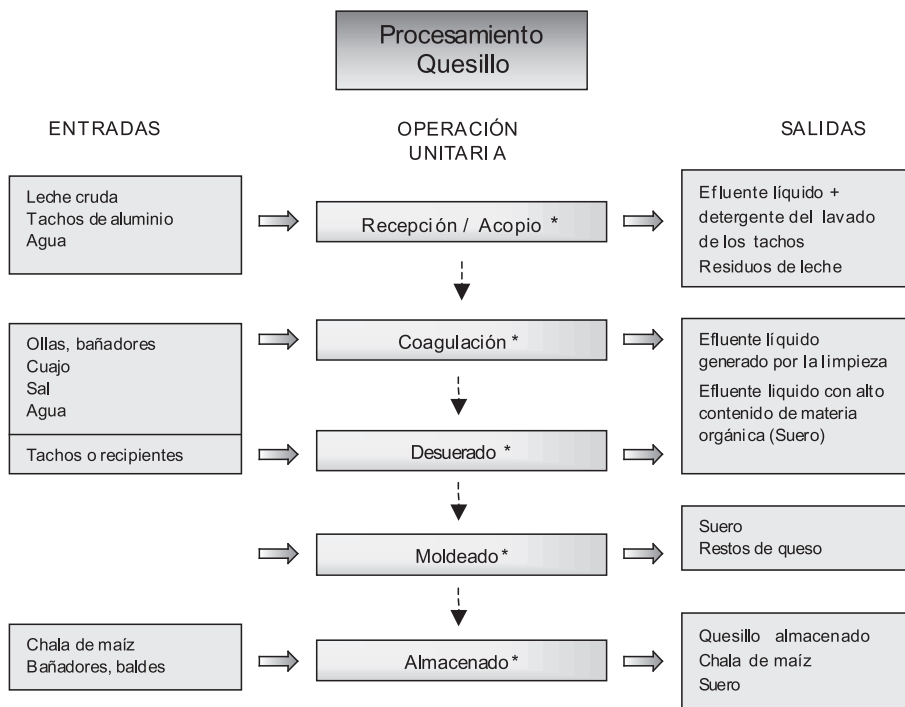 Procesamiento
Quesillo
ENTRADAS
OPERACIÓN
UNITARIA
SALIDAS
Leche cruda
Tachos de aluminio
Agua
Recepción / Acopio *
Efluente líquido +
detergente del lavado
de los tachos
Residuos de leche
Ollas, bañadores
Cuajo
Sal
Agua
Coagulación *
Efluente líquido
generado por la limpieza
Efluente liquido con alto
contenido de materia
orgánica (Suero)
Tachos o recipientes
Desuerado *
Moldeado *
Suero
Restos de queso
Chala de maíz
Bañadores, baldes
Almacenado *
Quesillo almacenado
Chala de maíz
Suero